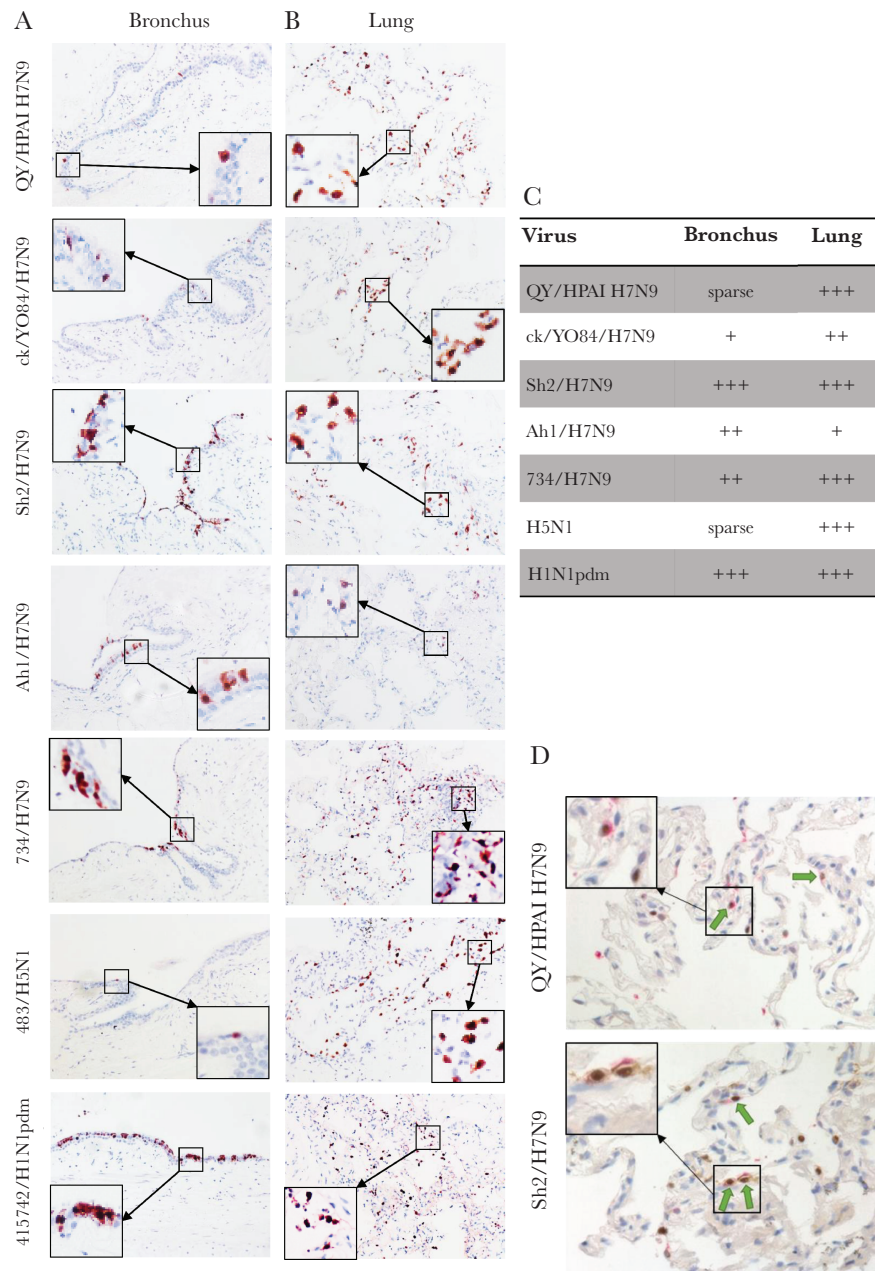 A
Bronchus
B
Lung
QY/HPAI H7N9
ck/YO84/H7N9
Sh2/H7N9
Ah1/H7N9
734/H7N9
483/H5N1
415742/H1N1pdm
C
Virus Bronchus Lung
QY/HPAI H7N9 sparse +++
ck/YO84/H7N9 + ++
Sh2/H7N9 +++ +++
Ah1/H7N9 ++ +
734/H7N9 ++ +++
H5N1 sparse +++
H1N1pdm +++ +++
D
QY/HPAI H7N9
Sh2/H7N9